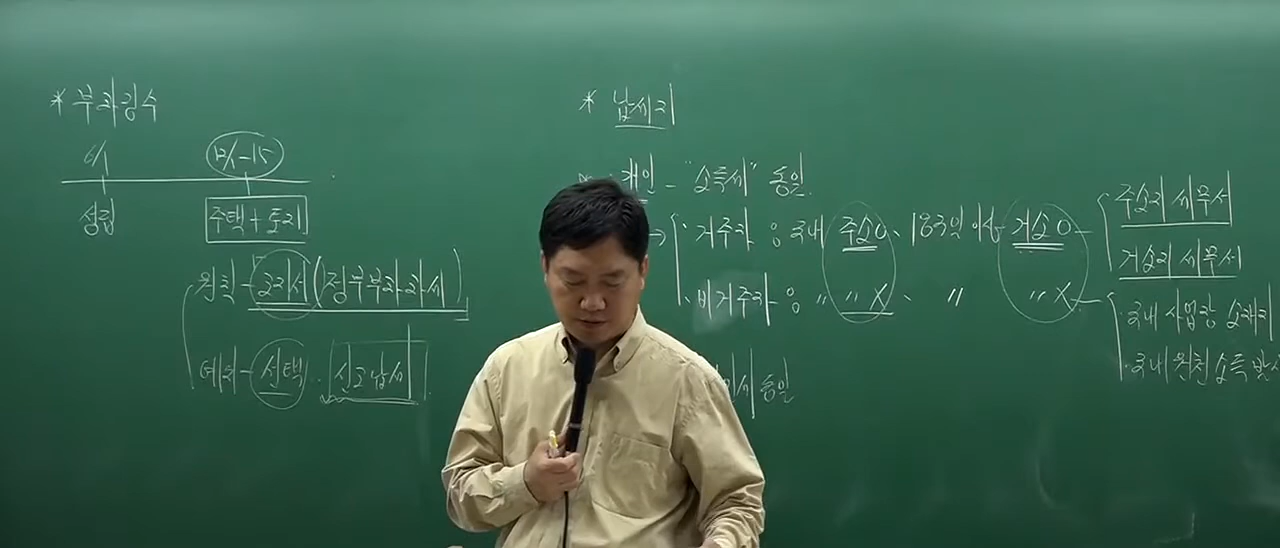 * 부과징수
6/1 12/1-15
성립 주택+토지
원칙 - 고지서 (정부부과과세)
예외 - 선택. 신고납세
* 납세지
개인 - "소득세" 동일.
거주자 : 국내 주소O, 183일 이상 거소O
비거주자 : 〃 〃 X, 〃 〃 X
주소지 세무서
거소지 세무서
국내 사업장 소재지
국내 원천소득 발생
세 동일